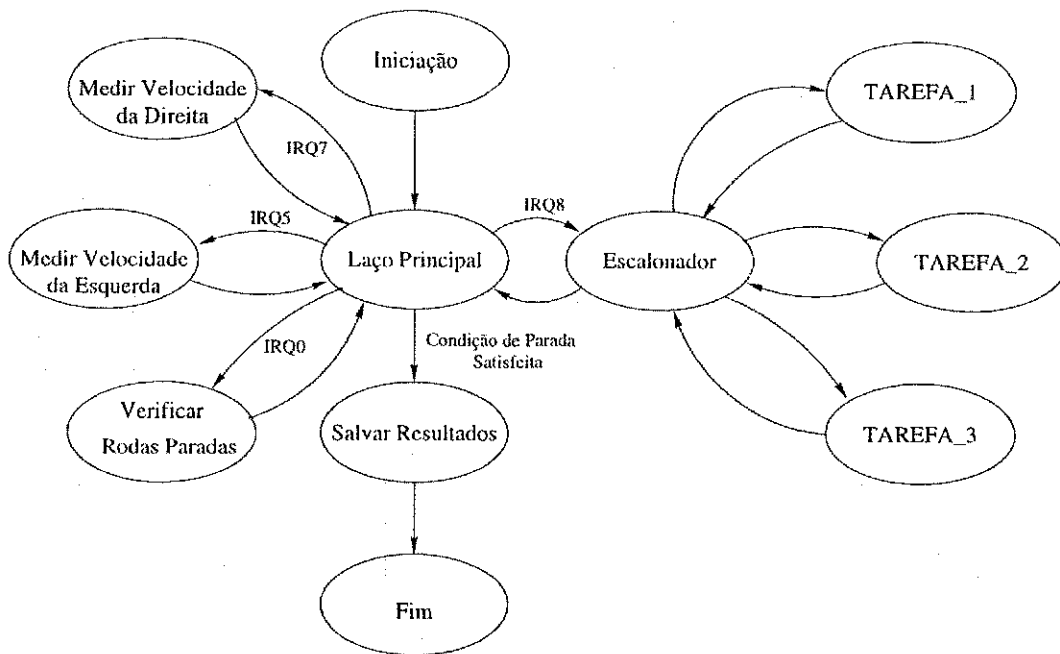 Iniciação
Medir Velocidade
da Direita
TAREFA_1
IRQ7
IRQ5
IRQ8
Medir Velocidade
da Esquerda
Laço Principal
Escalonador
TAREFA_2
IRQ0
Condição de Parada
Satisfeita
Verificar
Rodas Paradas
Salvar Resultados
TAREFA_3
Fim